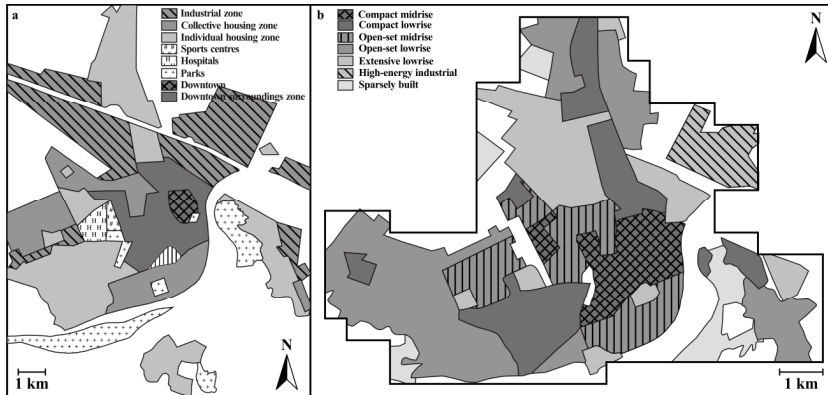 a
Industrial zone
Collective housing zone
Individual housing zone
Sports centres
Hospitals
Parks
Downtown
Downtown surroundings zone
H H
H H H
H H H
N
1 km
b
Compact midrise
Compact lowrise
Open-set midrise
Open-set lowrise
Extensive lowrise
High-energy industrial
Sparsely built
N
1 km